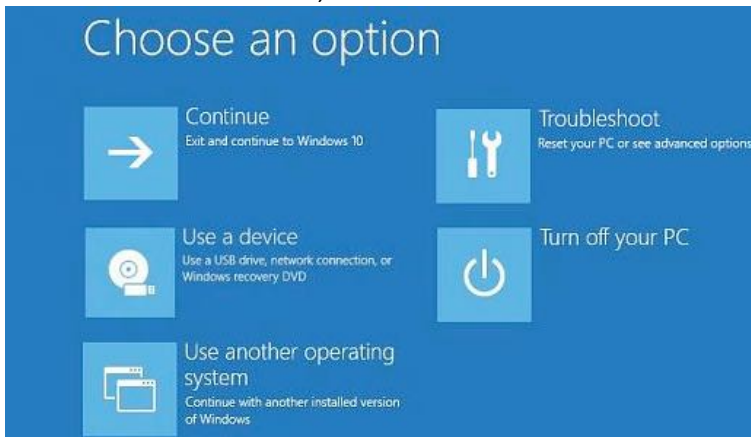 Choose an option
Continue
Exit and continue to Windows 10
Troubleshoot
Reset your PC or see advanced options
Use a device
Use a USB drive, network connection, or
Windows recovery DVD
Turn off your PC
Use another operating
system
Continue with another installed version
of Windows